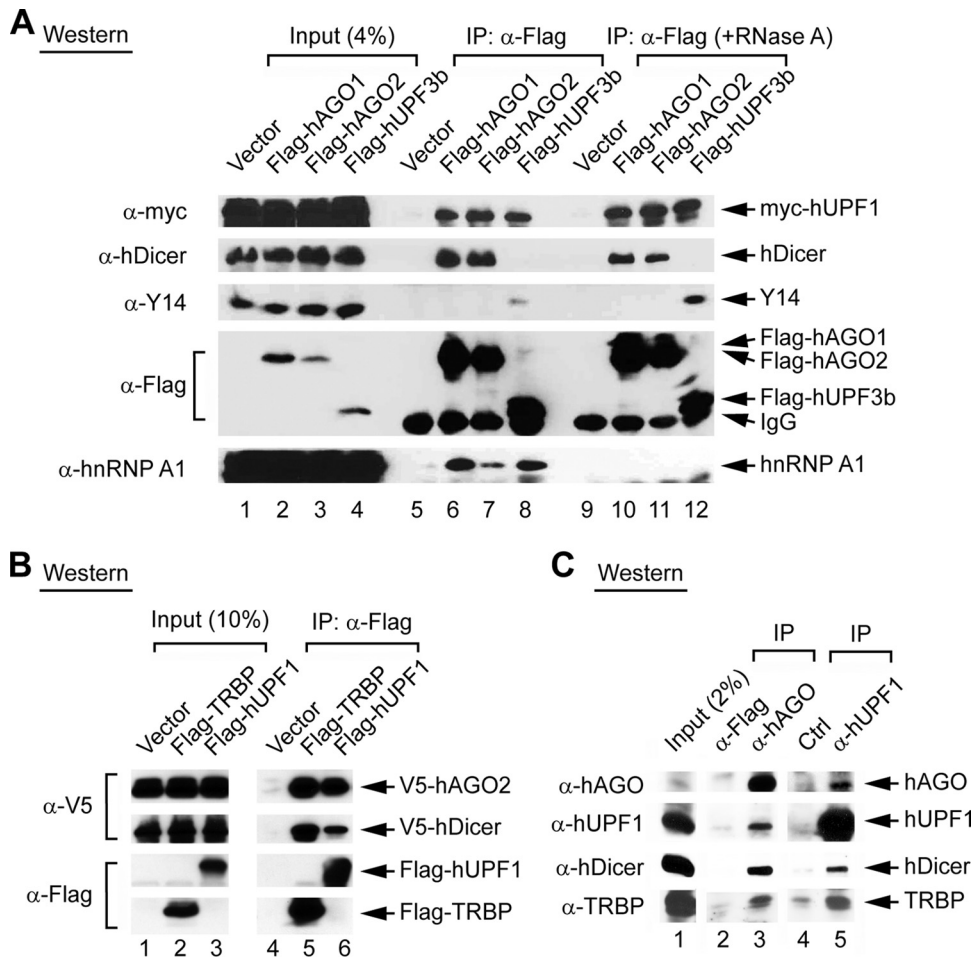 A Western
Input (4%) IP: α-Flag IP: α-Flag (+RNase A)
Vector Flag-hAGO1 Flag-hAGO2 Flag-hUPF3b Vector Flag-hAGO1 Flag-hAGO2 Flag-hUPF3b Vector Flag-hAGO1 Flag-hAGO2 Flag-hUPF3b
α-myc myc-hUPF1
α-hDicer hDicer
α-Y14 Y14
Flag-hAGO1
Flag-hAGO2
α-Flag
Flag-hUPF3b
IgG
α-hnRNP A1 hnRNP A1
1 2 3 4 5 6 7 8 9 10 11 12
B Western
Input (10%) IP: α-Flag
Vector Flag-TRBP Flag-hUPF1 Vector Flag-TRBP Flag-hUPF1
α-V5
V5-hAGO2
V5-hDicer
α-Flag
Flag-hUPF1
Flag-TRBP
1 2 3 4 5 6
C Western
IP IP
Input (2%) α-Flag α-hAGO Ctrl α-hUPF1
α-hAGO hAGO
α-hUPF1 hUPF1
α-hDicer hDicer
α-TRBP TRBP
1 2 3 4 5